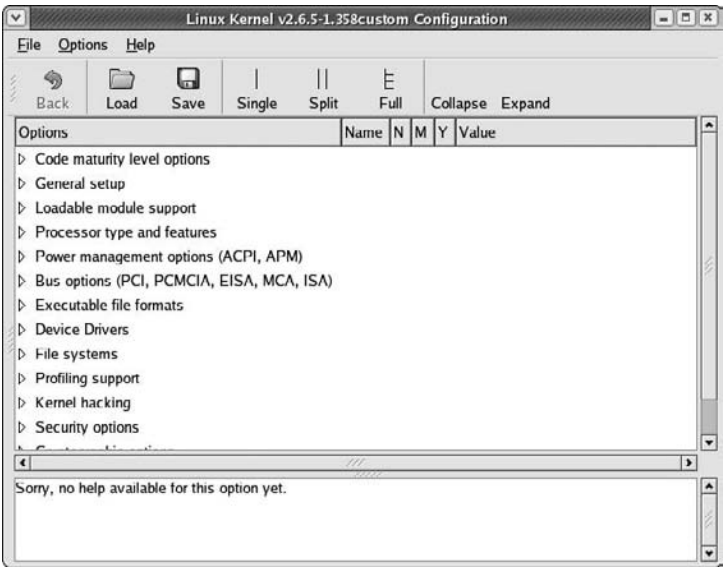 Linux Kernel v2.6.5-1.358custom Configuration
File Options Help
Back Load Save Single Split Full Collapse Expand
Options Name N M Y Value
Code maturity level options
General setup
Loadable module support
Processor type and features
Power management options (ACPI, APM)
Bus options (PCI, PCMCIA, EISA, MCA, ISA)
Executable file formats
Device Drivers
File systems
Profiling support
Kernel hacking
Security options
Sorry, no help available for this option yet.